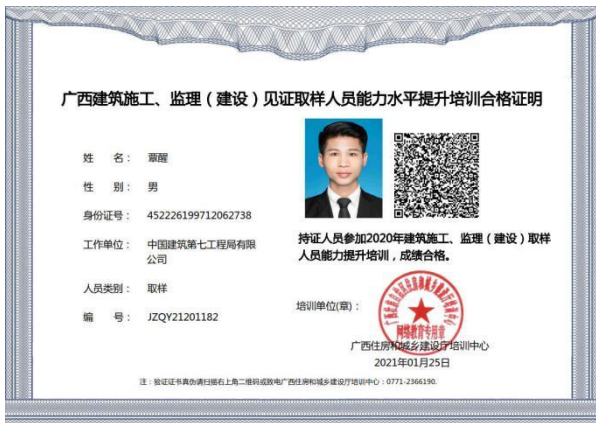 广西建筑施工、监理（建设）见证取样人员能力水平提升培训合格证明
姓 名： 覃醒
性 别： 男
身份证号： 452226199712062738
工作单位： 中国建筑第七工程局有限
公司
人员类别： 取样
编 号： JZQY21201182
持证人员参加2020年建筑施工、监理（建设）取样
人员能力提升培训，成绩合格。
培训单位(章)：
网络教育专用章
广西住房和城乡建设厅培训中心
2021年01月25日
注：验证证书真伪请扫描右上角二维码或致电广西住房和城乡建设厅培训中心：0771-2366190.